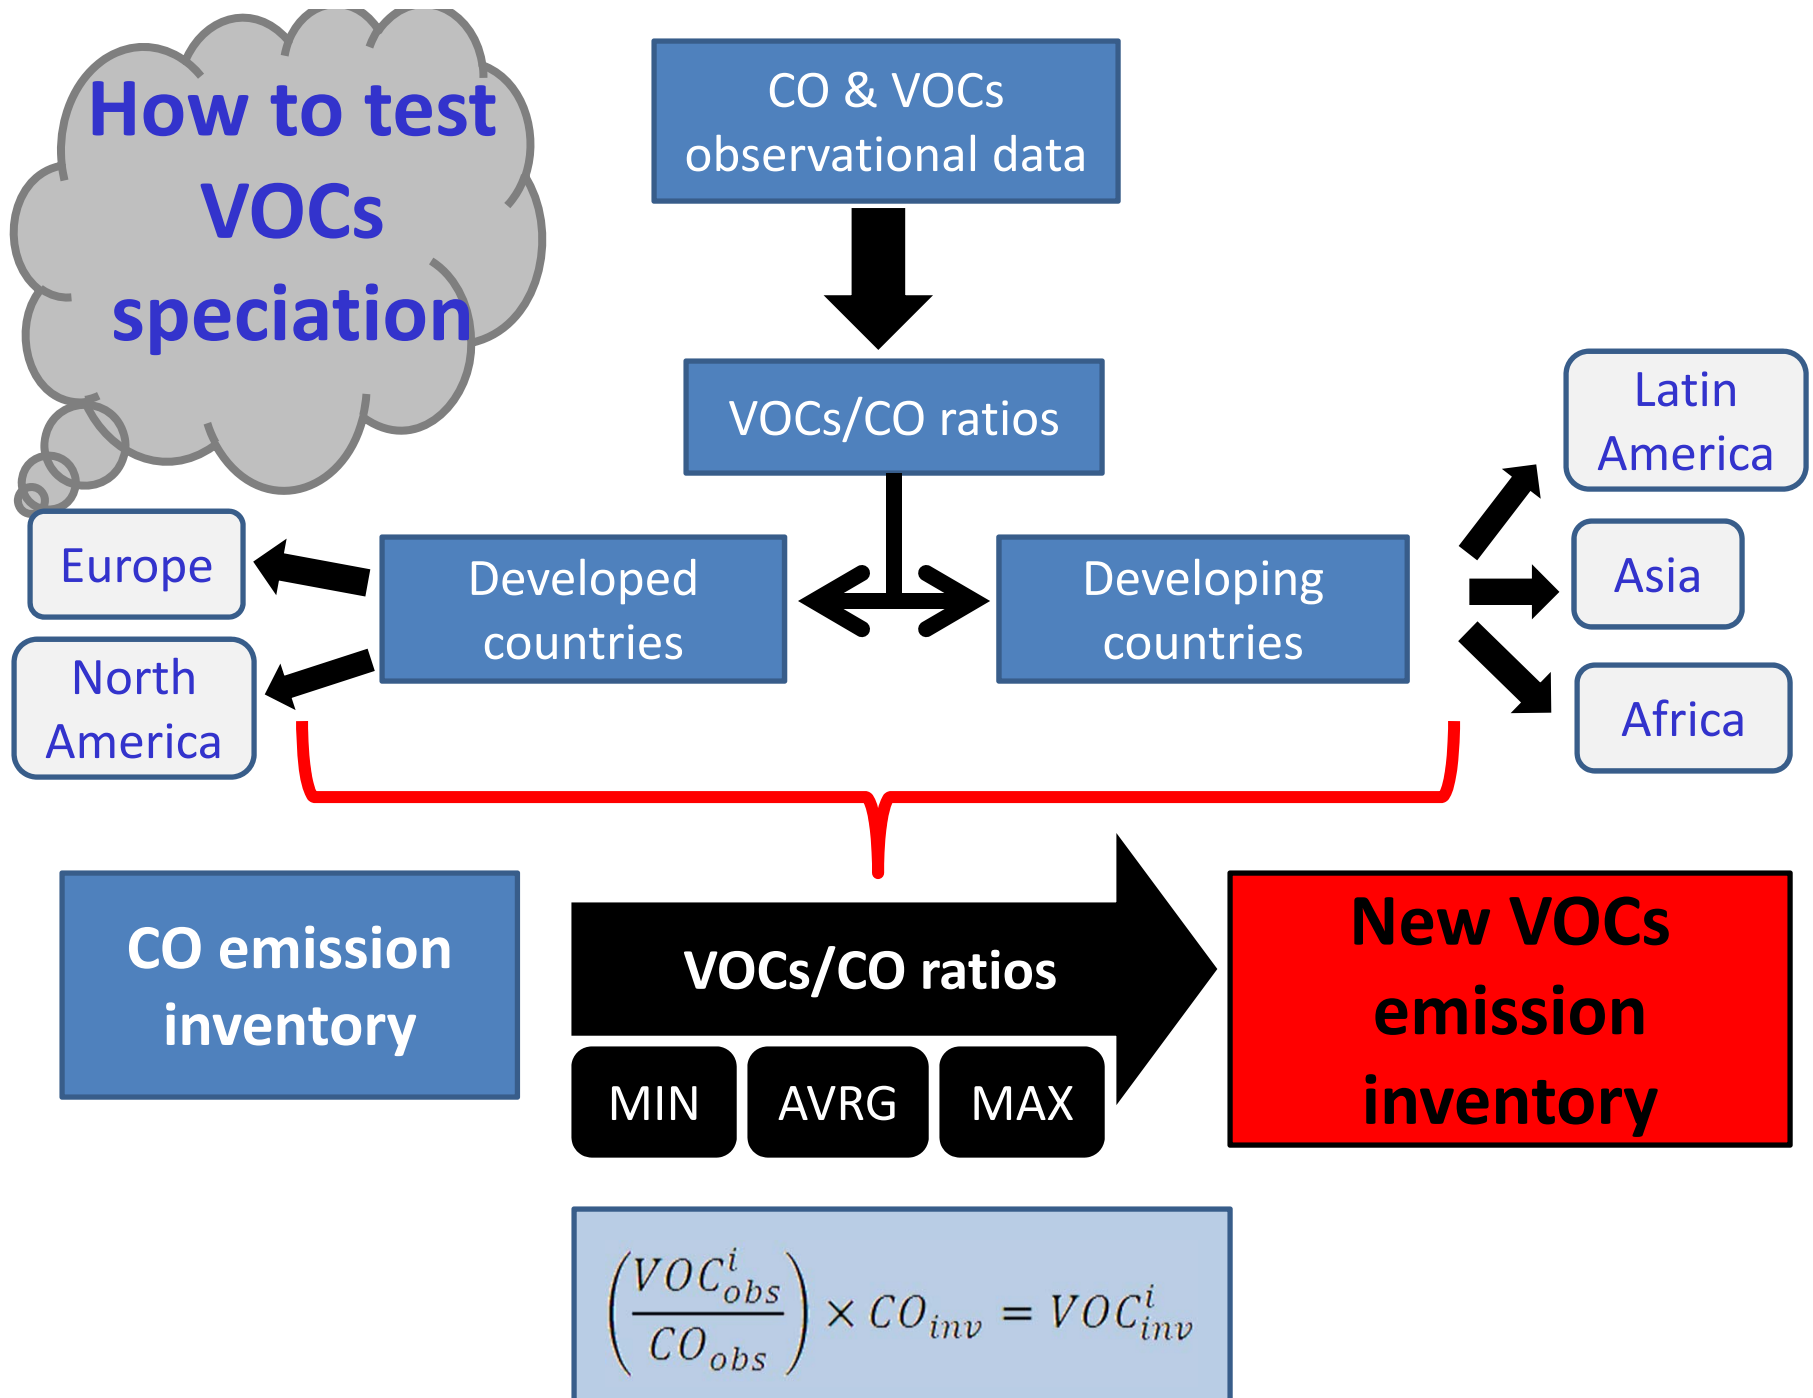 How to test
VOCs
speciation
CO & VOCs
observational data
VOCs/CO ratios
Europe
North
America
Developed
countries
Developing
countries
Latin
America
Asia
Africa
CO emission
inventory
VOCs/CO ratios
MIN
AVRG
MAX
New VOCs
emission
inventory
(VOC^i_obs / CO_obs) × CO_inv = VOC^i_inv